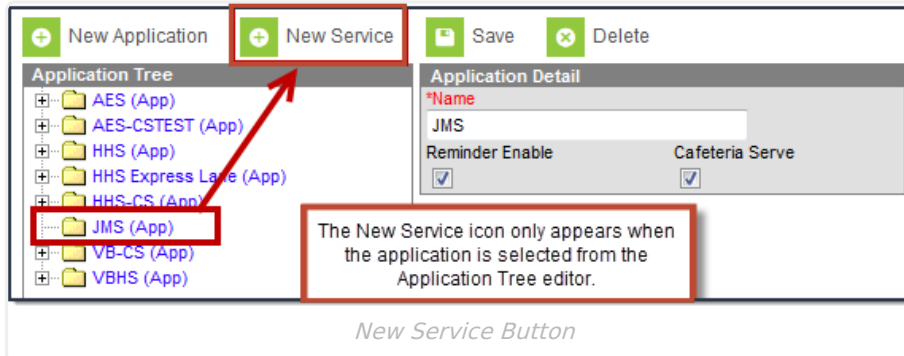 New Application New Service Save Delete
Application Tree
AES (App)
AES-CSTEST (App)
HHS (App)
HHS Express Lane (App)
HHS-CS (App)
JMS (App)
VB-CS (App)
VBHS (App)
Application Detail
*Name
JMS
Reminder Enable Cafeteria Serve
The New Service icon only appears when
the application is selected from the
Application Tree editor.
New Service Button